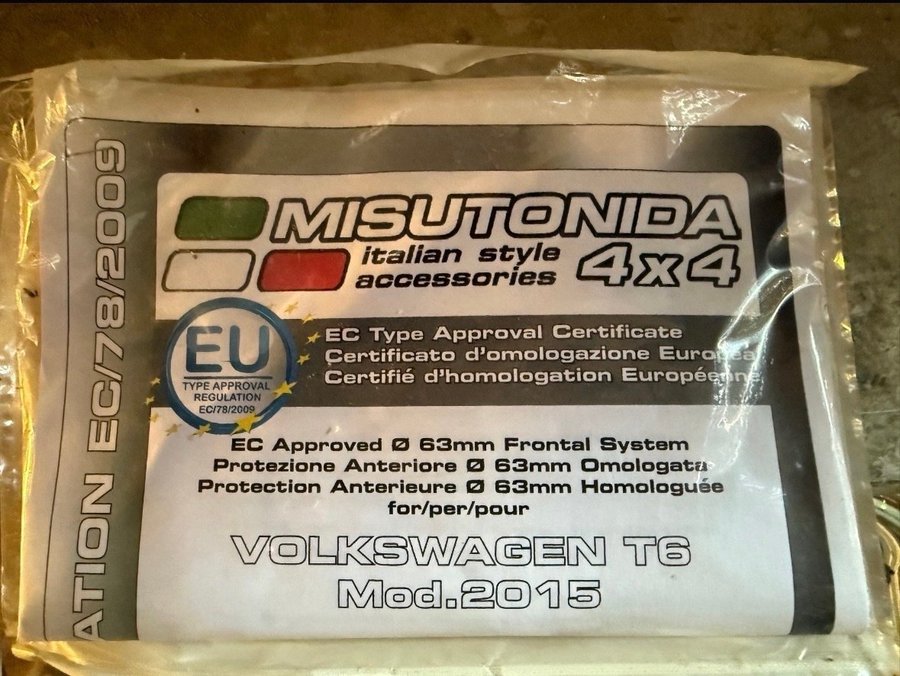 MISUTONIDA
italian style
accessories 4x4
EU
TYPE APPROVAL
REGULATION
EC/78/2009
EC Type Approval Certificate
Certificato d'omologazione Europea
Certifié d'homologation Européenne
EC Approved Ø 63mm Frontal System
Protezione Anteriore Ø 63mm Omologata
Protection Anterieure Ø 63mm Homologuée
for/per/pour
VOLKSWAGEN T6
Mod.2015
ATION EC/78/2009